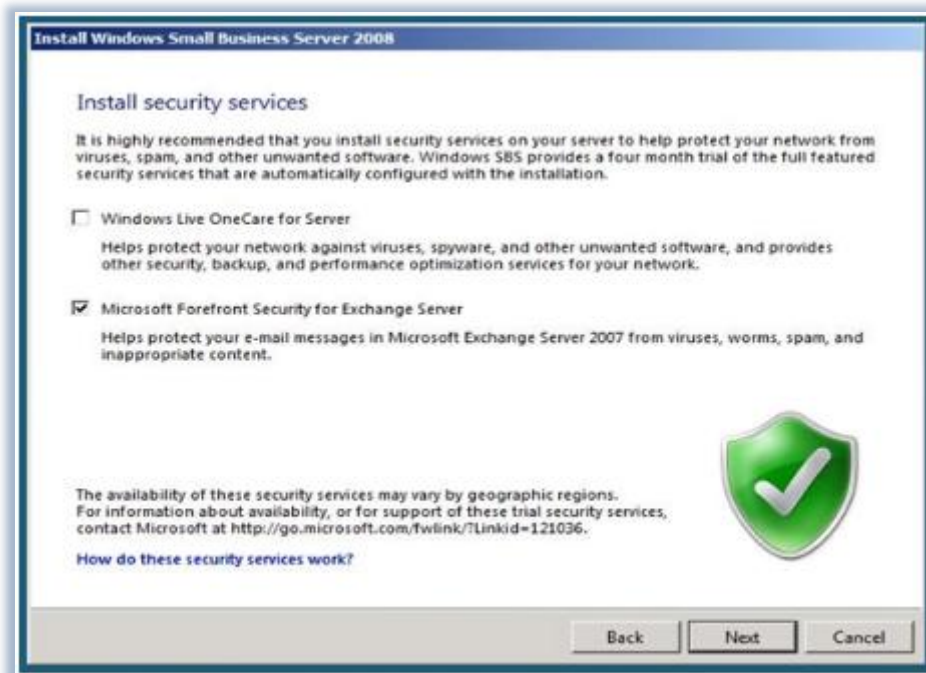 Install Windows Small Business Server 2008
Install security services
It is highly recommended that you install security services on your server to help protect your network from
viruses, spam, and other unwanted software. Windows SBS provides a four month trial of the full featured
security services that are automatically configured with the installation.
Windows Live OneCare for Server
Helps protect your network against viruses, spyware, and other unwanted software, and provides
other security, backup, and performance optimization services for your network.
Microsoft Forefront Security for Exchange Server
Helps protect your e-mail messages in Microsoft Exchange Server 2007 from viruses, worms, spam, and
inappropriate content.
The availability of these security services may vary by geographic regions.
For information about availability, or for support of these trial security services,
contact Microsoft at http://go.microsoft.com/fwlink/?Linkid=121036.
How do these security services work?
Back Next Cancel